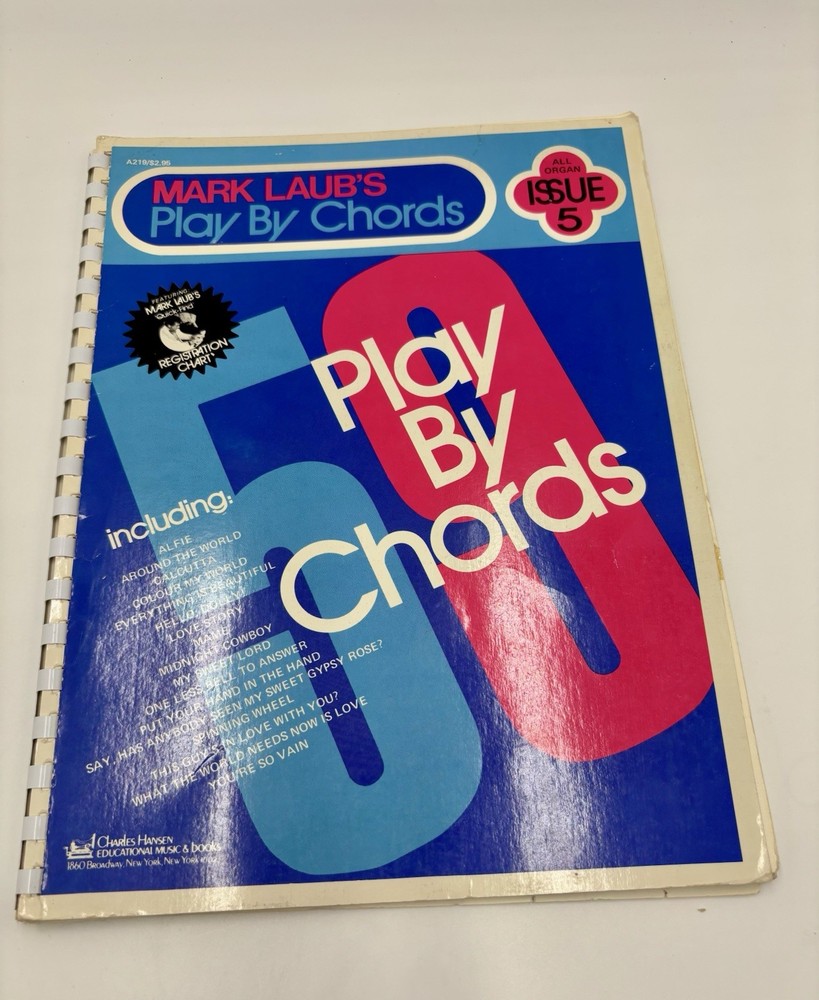 A219/$2.95
MARK LAUB'S
Play By Chords
ALL
ORGAN
ISSUE
5
FEATURING
MARK LAUB'S
"Quick-Find
REGISTRATION
CHART"
50
Play
By
Chords
including:
ALFIE
AROUND THE WORLD
CALCUTTA
COLOUR MY WORLD
EVERYTHING IS BEAUTIFUL
HELLO, DOLLY!
LOVE STORY
MAME
MIDNIGHT COWBOY
MY SWEET LORD
ONE LESS BELL TO ANSWER
PUT YOUR HAND IN THE HAND
SAY, HAS ANYBODY SEEN MY SWEET GYPSY ROSE?
SPINNING WHEEL
THIS GUY'S IN LOVE WITH YOU?
WHAT THE WORLD NEEDS NOW IS LOVE
YOU'RE SO VAIN
CHARLES HANSEN
EDUCATIONAL MUSIC & books
1860 Broadway, New York, New York